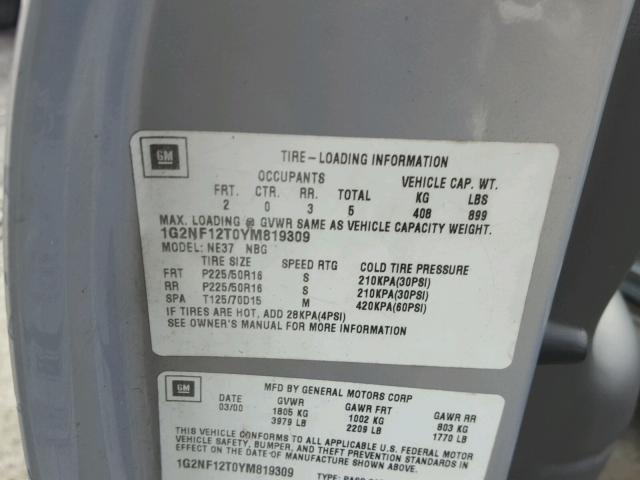 GM
TIRE-LOADING INFORMATION
OCCUPANTS VEHICLE CAP. WT.
FRT. CTR. RR. TOTAL KG LBS
2 0 3 5 408 899
MAX. LOADING @ GVWR SAME AS VEHICLE CAPACITY WEIGHT.
1G2NF12T0YM819309
MODEL: NE37 NBG
TIRE SIZE SPEED RTG COLD TIRE PRESSURE
FRT P225/50R16 S 210KPA(30PSI)
RR P225/50R16 S 210KPA(30PSI)
SPA T125/70D15 M 420KPA(60PSI)
IF TIRES ARE HOT, ADD 28KPA(4PSI)
SEE OWNER'S MANUAL FOR MORE INFORMATION
GM
MFD BY GENERAL MOTORS CORP
DATE GVWR GAWR FRT GAWR RR
03/00 1805 KG 1002 KG 803 KG
3979 LB 2209 LB 1770 LB
THIS VEHICLE CONFORMS TO ALL APPLICABLE U.S. FEDERAL MOTOR
VEHICLE SAFETY, BUMPER, AND THEFT PREVENTION STANDARDS IN
EFFECT ON THE DATE OF MANUFACTURE SHOWN ABOVE.
1G2NF12T0YM819309
TYPE: PASS